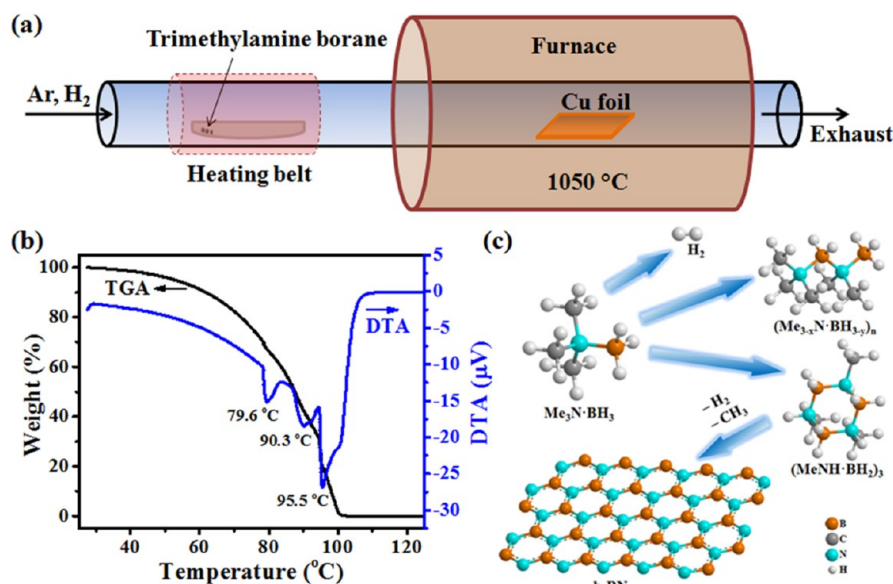 (a)
Trimethylamine borane
Furnace
Ar, H₂
Cu foil
Exhaust
Heating belt
1050 °C
(b)
100
80
60
40
20
0
Weight (%)
TGA
DTA
79.6 °C
90.3 °C
95.5 °C
5
0
-5
-10
-15
-20
-25
-30
DTA (μV)
40 60 80 100 120
Temperature (°C)
(c)
H₂
(Me₃₋ₓN·BH₃₋ᵧ)ₙ
Me₃N·BH₃
−H₂
−CH₃
(MeNH·BH₂)₃
B
C
N
H